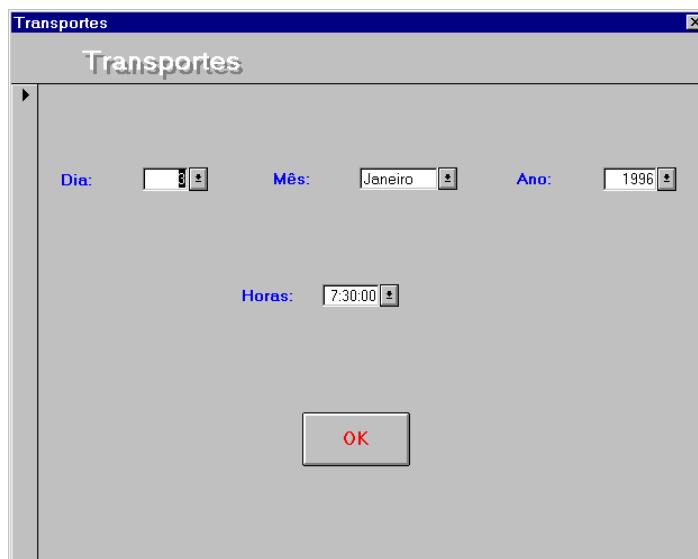 Transportes
Transportes
Dia: 3 Mês: Janeiro Ano: 1996
Horas: 7:30:00
OK